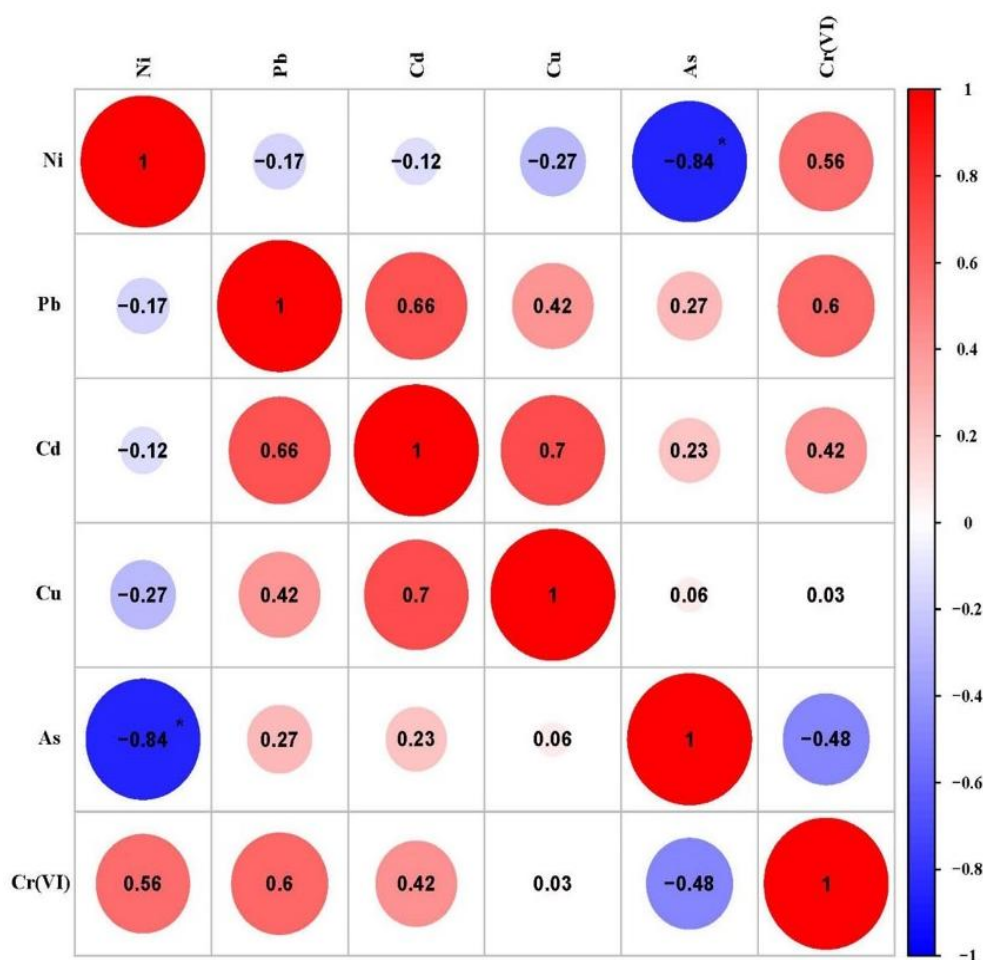 Ni Pb Cd Cu As Cr(VI)
Ni 1 −0.17 −0.12 −0.27 −0.84* 0.56
Pb −0.17 1 0.66 0.42 0.27 0.6
Cd −0.12 0.66 1 0.7 0.23 0.42
Cu −0.27 0.42 0.7 1 0.06 0.03
As −0.84* 0.27 0.23 0.06 1 −0.48
Cr(VI) 0.56 0.6 0.42 0.03 −0.48 1
1
0.8
0.6
0.4
0.2
0
−0.2
−0.4
−0.6
−0.8
−1